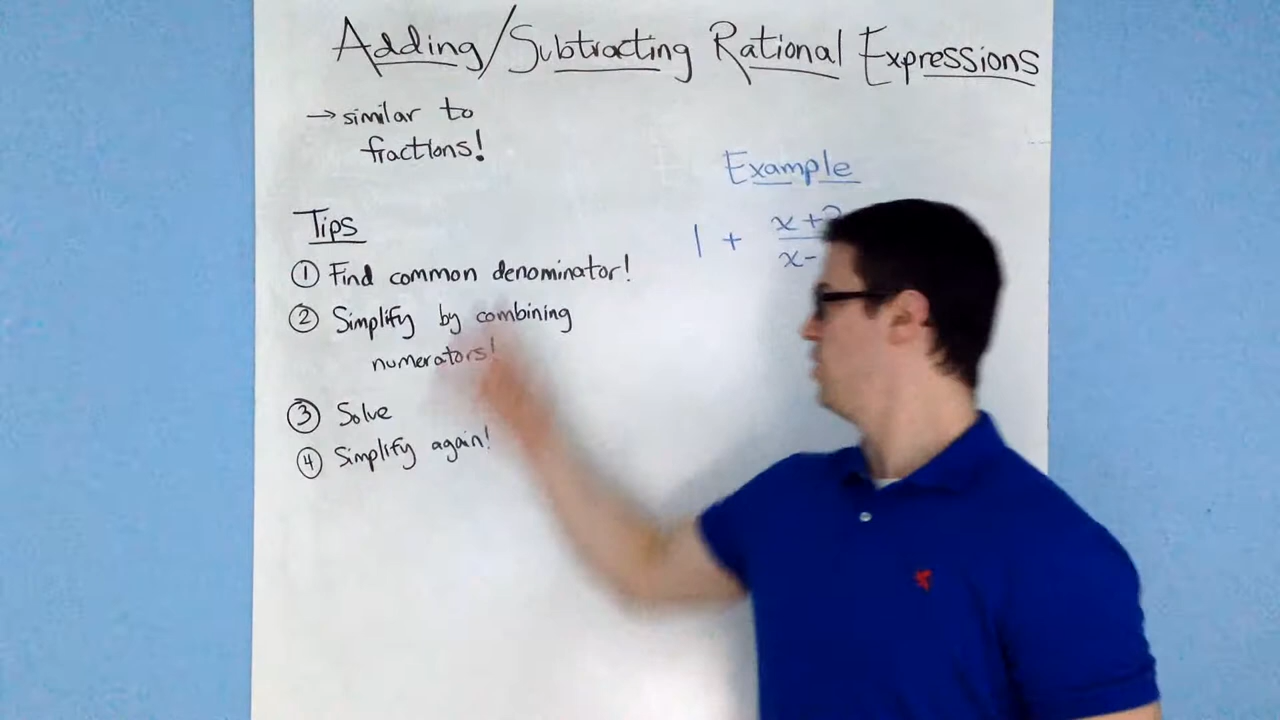 Adding/Subtracting Rational Expressions
→ similar to
fractions!
Tips
① Find common denominator!
② Simplify by combining
numerators!
③ Solve
④ Simplify again!
Example
1 + x+
x-